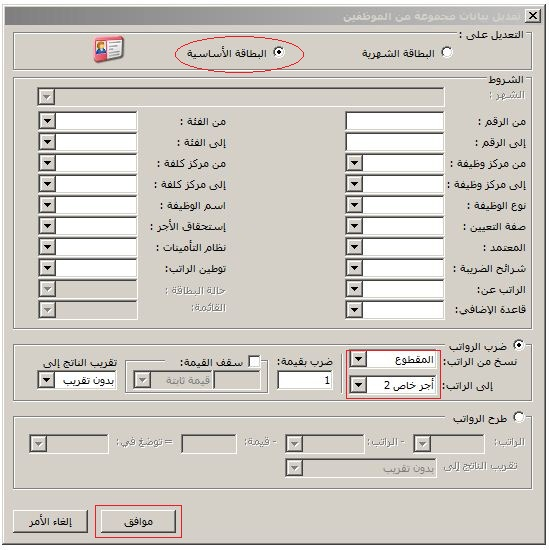 تعديل بيانات مجموعة من الموظفين
التعديل على :
البطاقة الشهرية
البطاقة الأساسية
الشروط
الشهر :
من الرقم :
من الفئة :
إلى الرقم :
إلى الفئة :
من مركز وظيفة :
من مركز كلفة :
إلى مركز وظيفة :
إلى مركز كلفة :
نوع الوظيفة :
اسم الوظيفة :
صفة التعيين :
إستحقاق الأجر :
المعتمد :
نظام التأمينات :
شرائح الضريبة :
توطين الراتب:
الراتب عن:
حالة البطاقة :
قاعدة الإضافي:
القائمة:
ضرب الرواتب
نسخ من الراتب: المقطوع ضرب بقيمة: سقف القيمة: تقريب الناتج إلى
إلى الراتب: أجر خاص 2 1 قيمة ثابتة بدون تقريب
طرح الرواتب
الراتب: - الراتب: - قيمة: = توضع في:
تقريب الناتج إلى بدون تقريب
موافق إلغاء الأمر